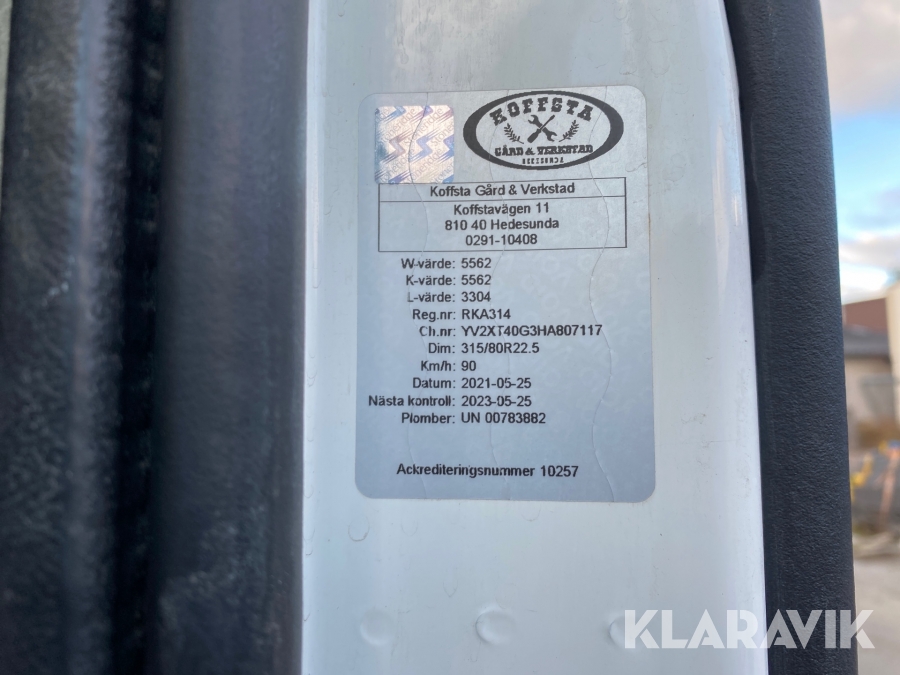 KOFFSTA
GÅRD & VERKSTAD
HEDESUNDA
Koffsta Gård & Verkstad
Koffstavägen 11
810 40 Hedesunda
0291-10408
W-värde: 5562
K-värde: 5562
L-värde: 3304
Reg.nr: RKA314
Ch.nr: YV2XT40G3HA807117
Dim: 315/80R22.5
Km/h: 90
Datum: 2021-05-25
Nästa kontroll: 2023-05-25
Plomber: UN 00783882
Ackrediteringsnummer 10257
KLARAVIK